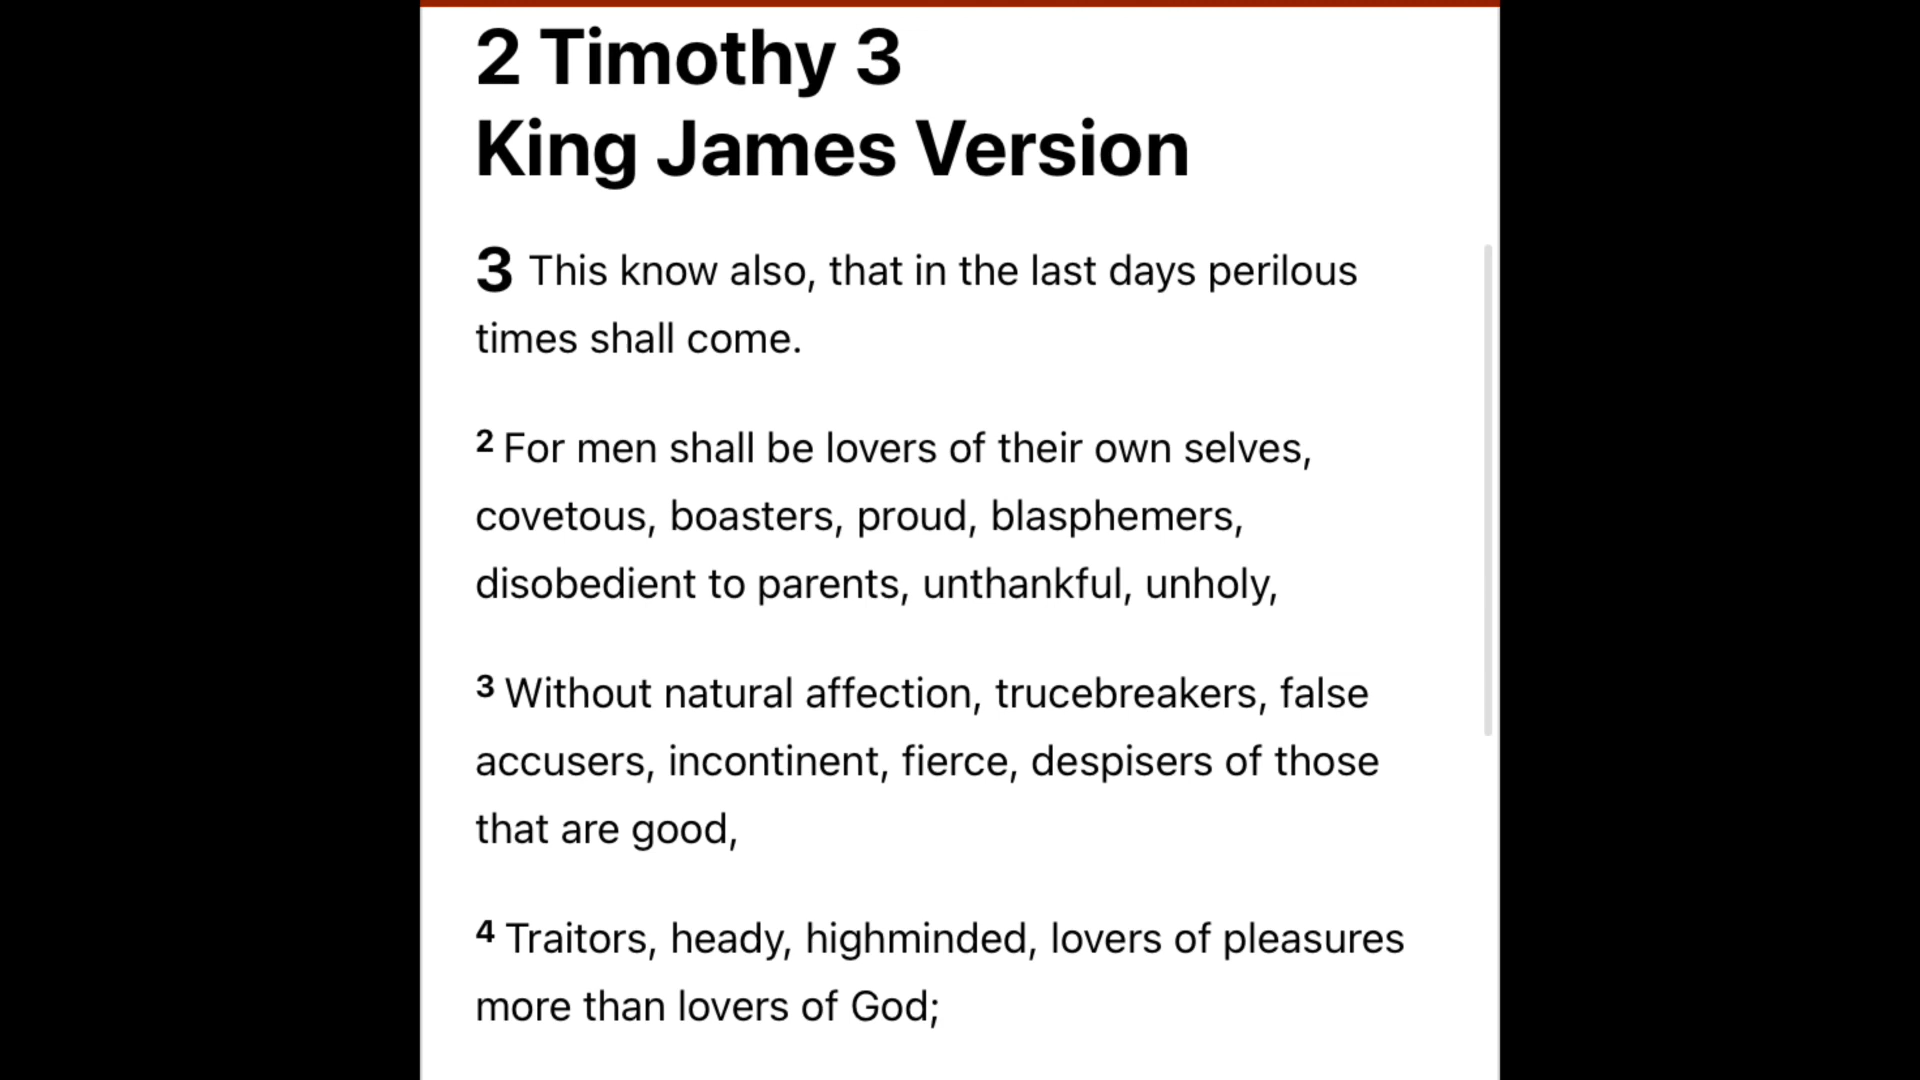 2 Timothy 3
King James Version
3 This know also, that in the last days perilous
times shall come.
2 For men shall be lovers of their own selves,
covetous, boasters, proud, blasphemers,
disobedient to parents, unthankful, unholy,
3 Without natural affection, trucebreakers, false
accusers, incontinent, fierce, despisers of those
that are good,
4 Traitors, heady, highminded, lovers of pleasures
more than lovers of God;